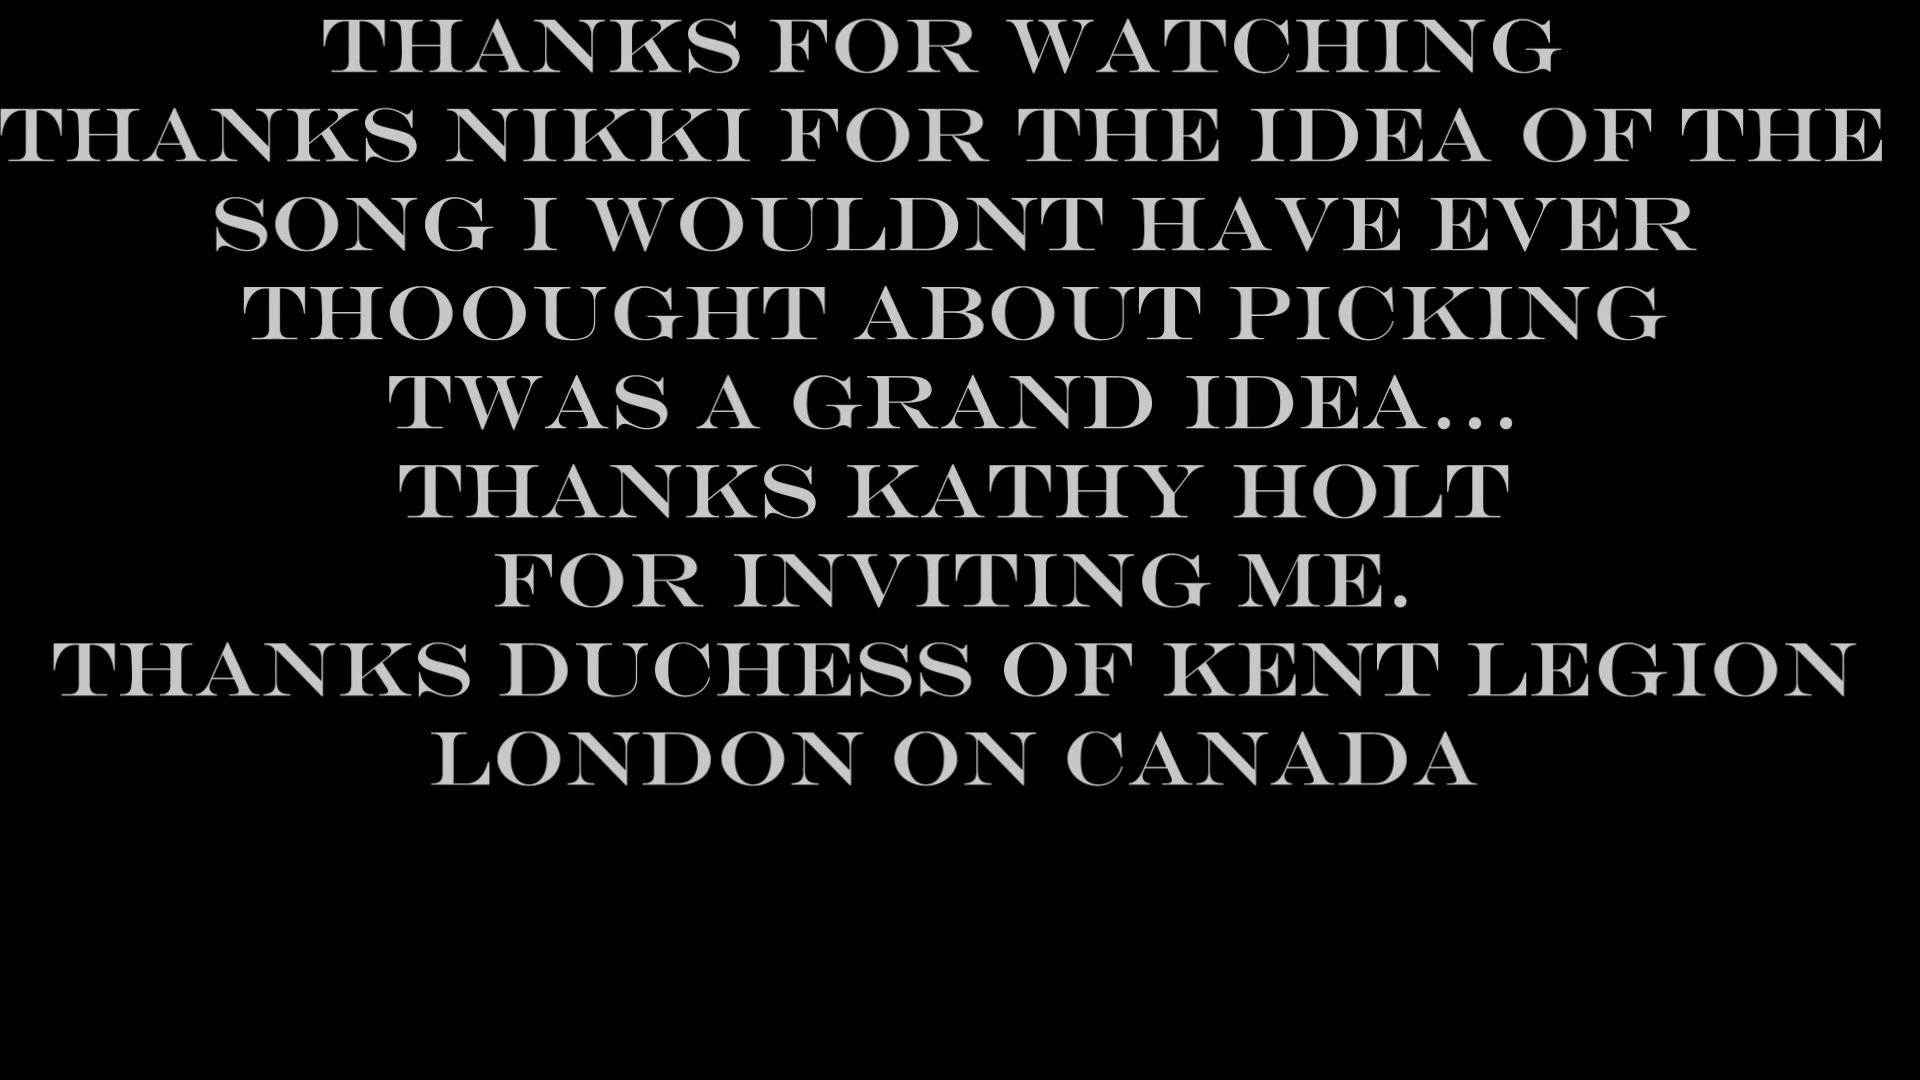 THANKS FOR WATCHING
THANKS NIKKI FOR THE IDEA OF THE
SONG I WOULDNT HAVE EVER
THOOUGHT ABOUT PICKING
TWAS A GRAND IDEA...
THANKS KATHY HOLT
FOR INVITING ME.
THANKS DUCHESS OF KENT LEGION
LONDON ON CANADA